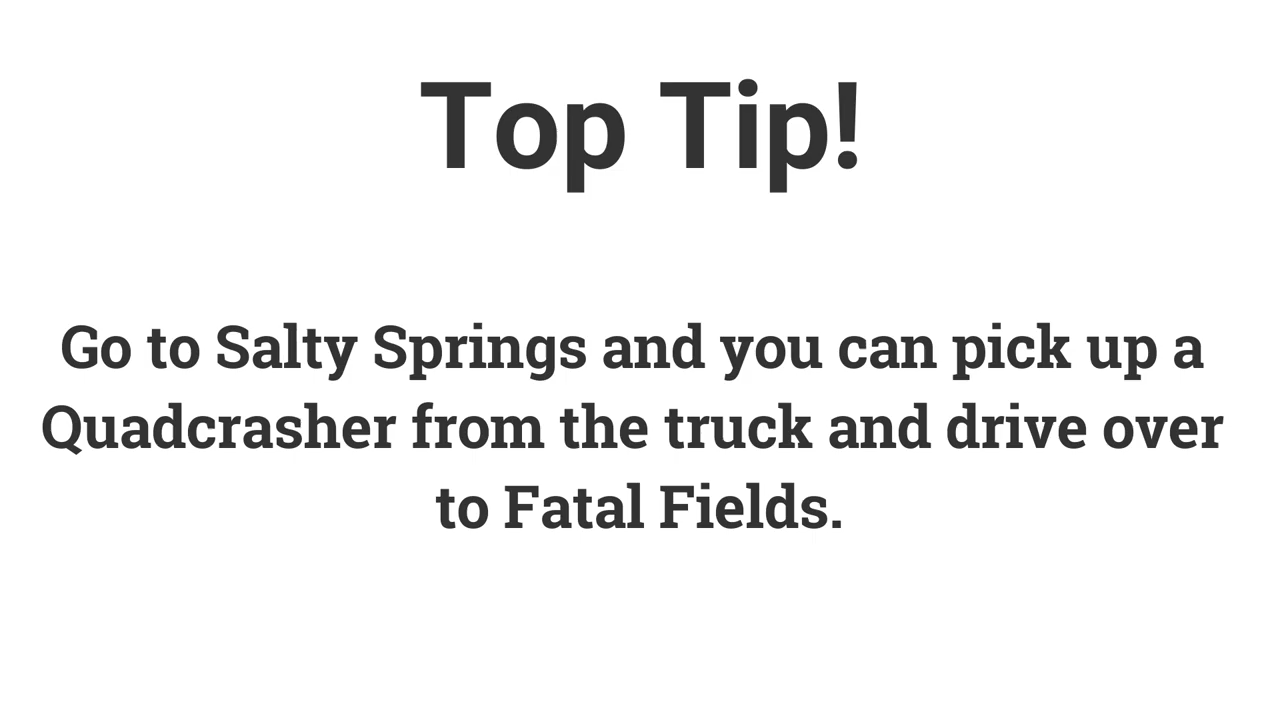 Top Tip!
Go to Salty Springs and you can pick up a
Quadcrasher from the truck and drive over
to Fatal Fields.